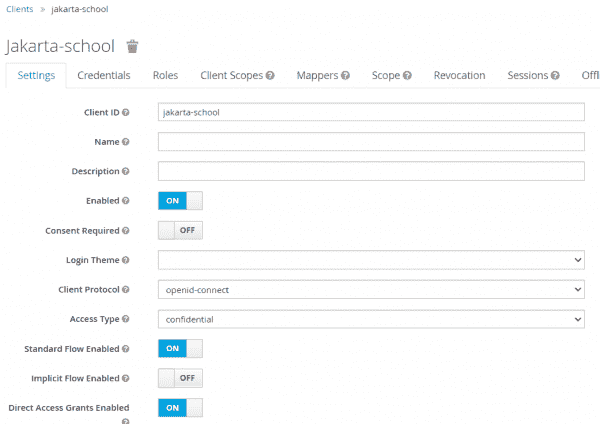 Clients » jakarta-school
Jakarta-school
Settings Credentials Roles Client Scopes Mappers Scope Revocation Sessions Offl
Client ID jakarta-school
Name
Description
Enabled ON
Consent Required OFF
Login Theme
Client Protocol openid-connect
Access Type confidential
Standard Flow Enabled ON
Implicit Flow Enabled OFF
Direct Access Grants Enabled ON